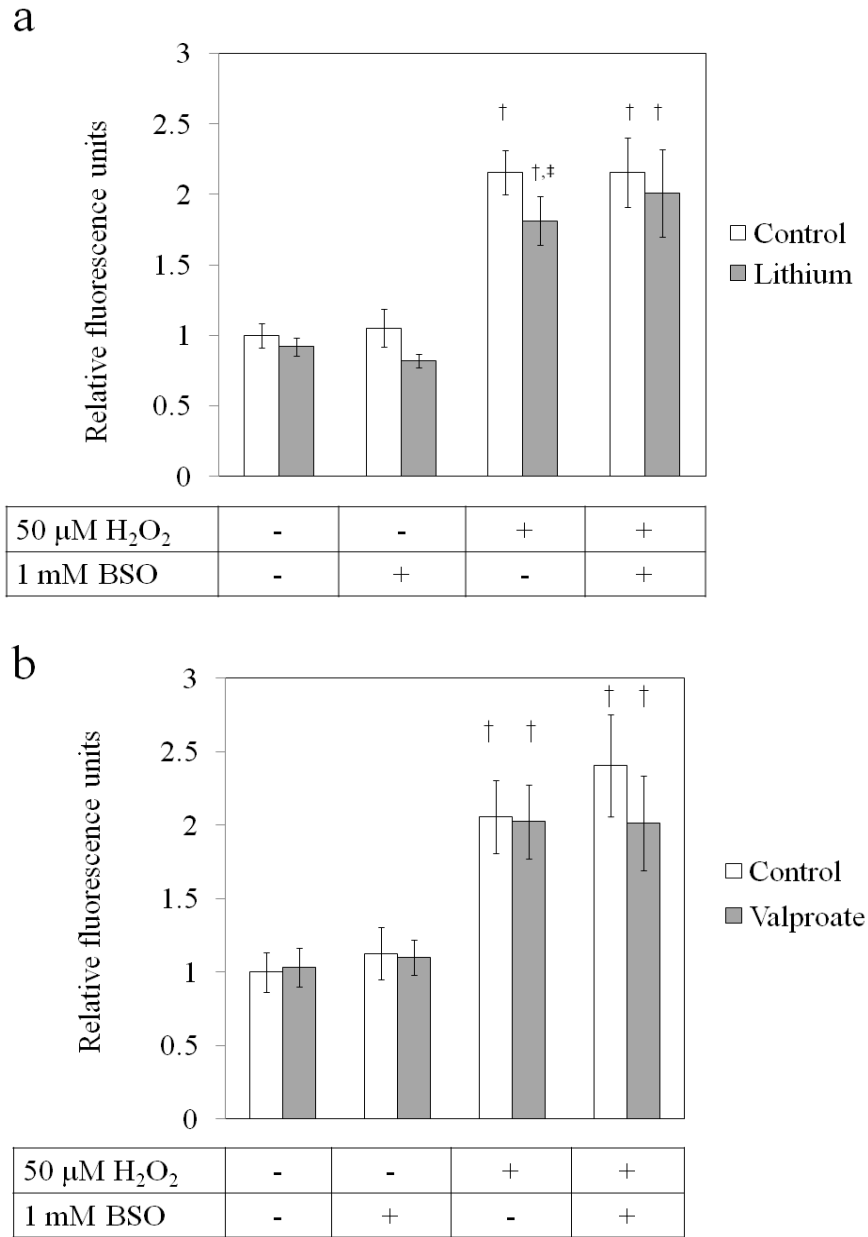 a
3
2.5
2
1.5
1
0.5
0
Relative fluorescence units
†
†,‡
† †
Control
Lithium
50 μM H₂O₂ - - + +
1 mM BSO - + - +
b
3
2.5
2
1.5
1
0.5
0
Relative fluorescence units
† †
† †
Control
Valproate
50 μM H₂O₂ - - + +
1 mM BSO - + - +